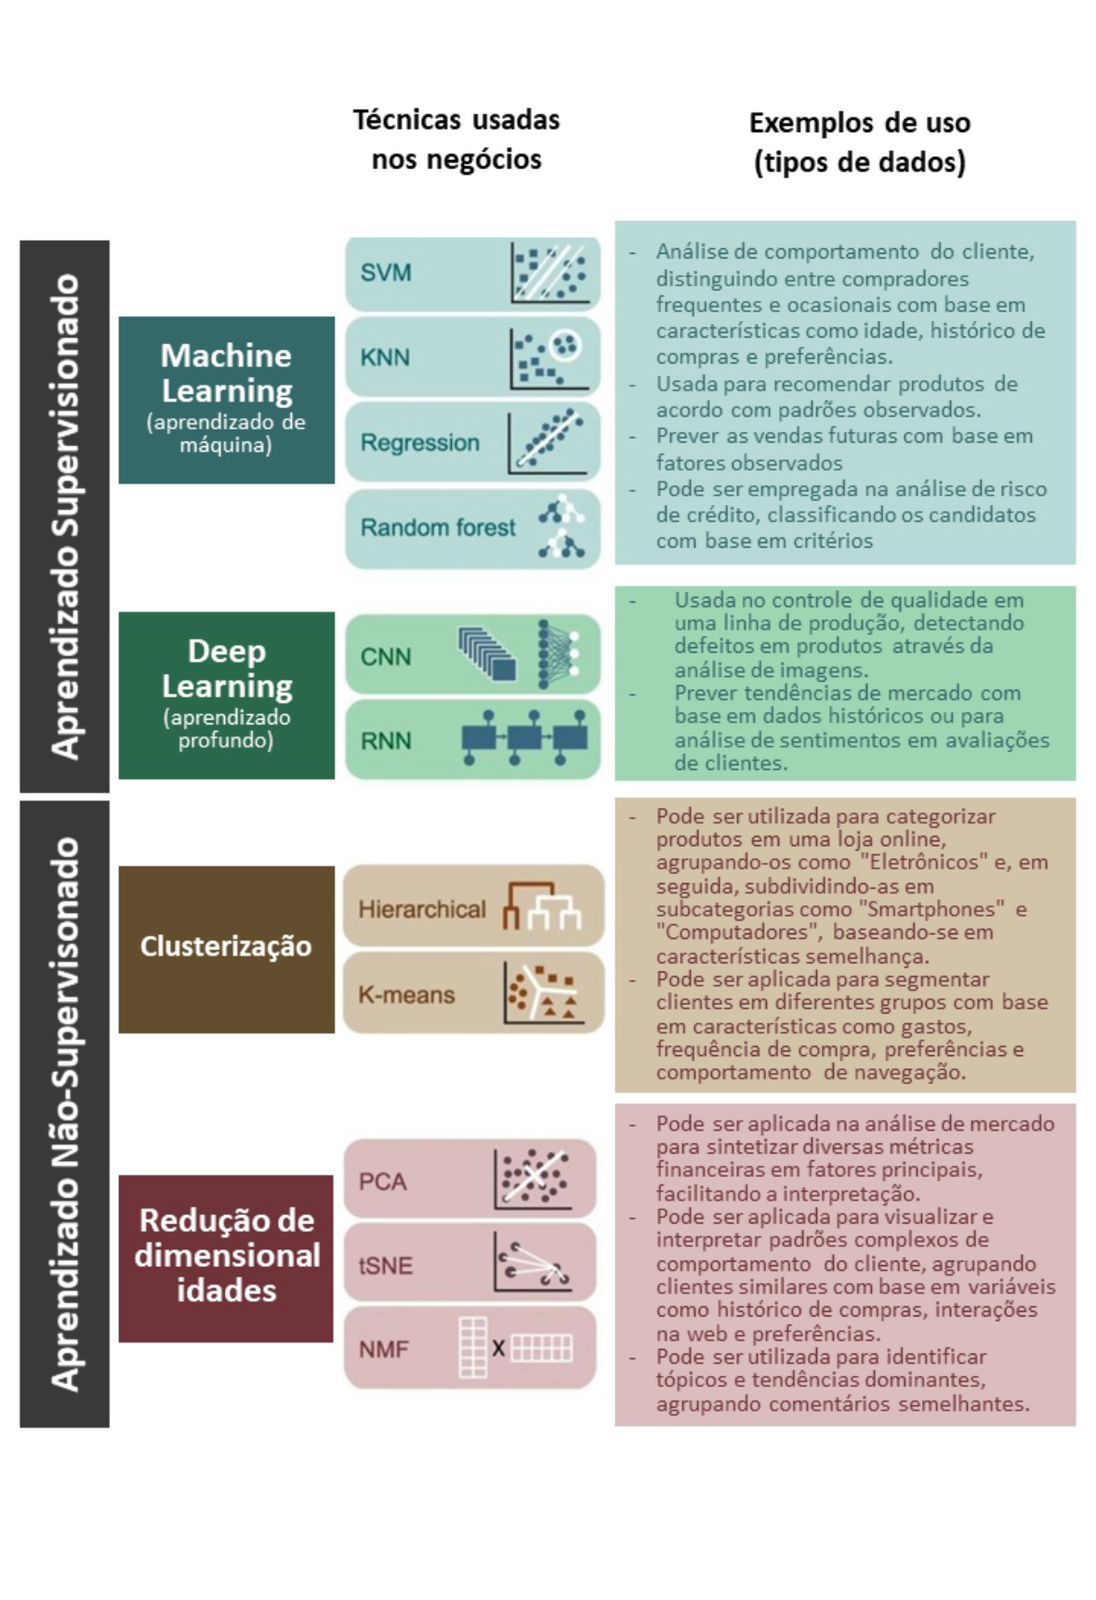 Técnicas usadas
nos negócios
Exemplos de uso
(tipos de dados)
Aprendizado Supervisionado
Machine
Learning
(aprendizado de
máquina)
SVM
KNN
Regression
Random forest
- Análise de comportamento do cliente,
distinguindo entre compradores
frequentes e ocasionais com base em
características como idade, histórico de
compras e preferências.
- Usada para recomendar produtos de
acordo com padrões observados.
- Prever as vendas futuras com base em
fatores observados
- Pode ser empregada na análise de risco
de crédito, classificando os candidatos
com base em critérios
Deep
Learning
(aprendizado
profundo)
CNN
RNN
- Usada no controle de qualidade em
uma linha de produção, detectando
defeitos em produtos através da
análise de imagens.
- Prever tendências de mercado com
base em dados históricos ou para
análise de sentimentos em avaliações
de clientes.
Aprendizado Não-Supervisonado
Clusterização
Hierarchical
K-means
- Pode ser utilizada para categorizar
produtos em uma loja online,
agrupando-os como "Eletrônicos" e, em
seguida, subdividindo-as em
subcategorias como "Smartphones" e
"Computadores", baseando-se em
características semelhança.
- Pode ser aplicada para segmentar
clientes em diferentes grupos com base
em características como gastos,
frequência de compra, preferências e
comportamento de navegação.
Redução de
dimensional
idades
PCA
tSNE
NMF
X
- Pode ser aplicada na análise de mercado
para sintetizar diversas métricas
financeiras em fatores principais,
facilitando a interpretação.
- Pode ser aplicada para visualizar e
interpretar padrões complexos de
comportamento do cliente, agrupando
clientes similares com base em variáveis
como histórico de compras, interações
na web e preferências.
- Pode ser utilizada para identificar
tópicos e tendências dominantes,
agrupando comentários semelhantes.